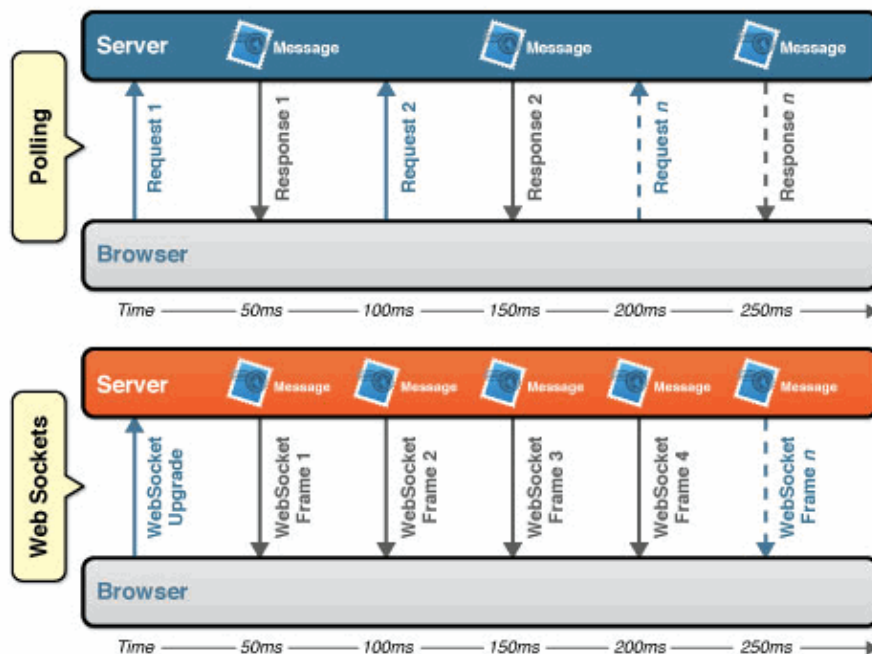 Polling
Server
Message
Message
Message
Request 1
Response 1
Request 2
Response 2
Request n
Response n
Browser
Time
50ms
100ms
150ms
200ms
250ms
Web Sockets
Server
Message
Message
Message
Message
Message
WebSocket
Upgrade
WebSocket
Frame 1
WebSocket
Frame 2
WebSocket
Frame 3
WebSocket
Frame 4
WebSocket
Frame n
Browser
Time
50ms
100ms
150ms
200ms
250ms